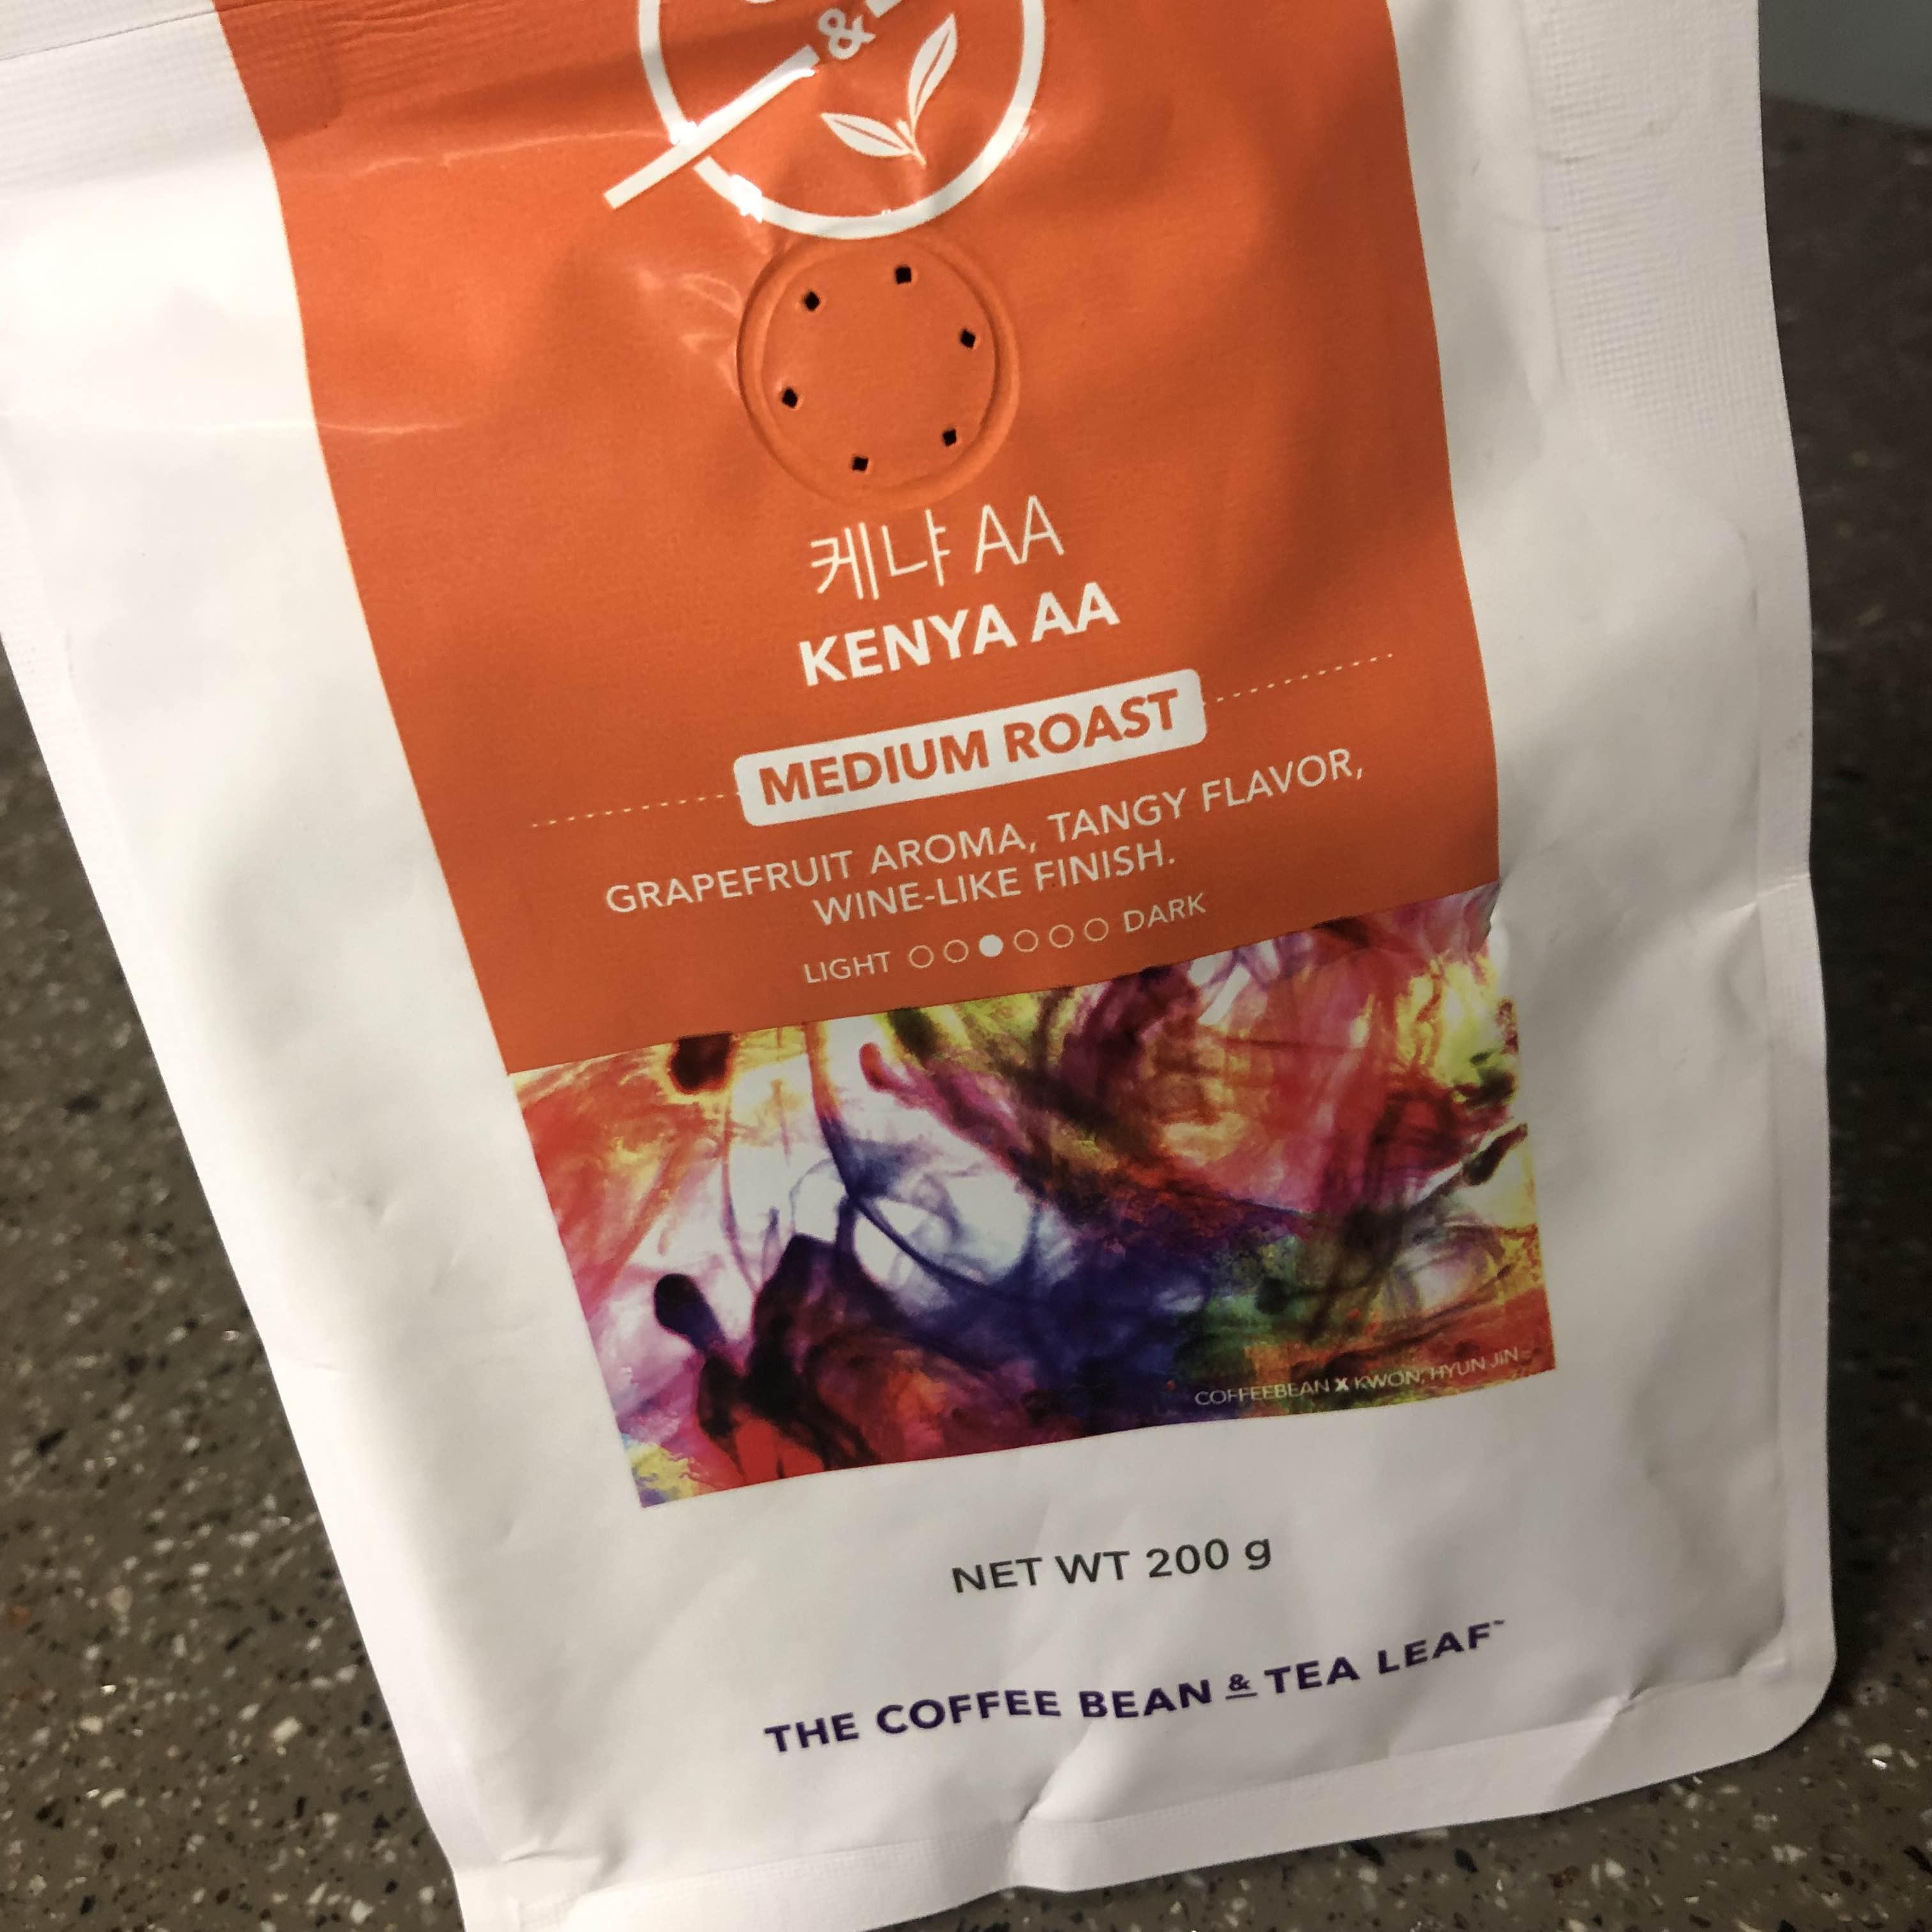 &
케냐 AA
KENYA AA
MEDIUM ROAST
GRAPEFRUIT AROMA, TANGY FLAVOR,
WINE-LIKE FINISH.
LIGHT DARK
COFFEEBEAN X KWON, HYUN JIN
NET WT 200 g
THE COFFEE BEAN & TEA LEAF™